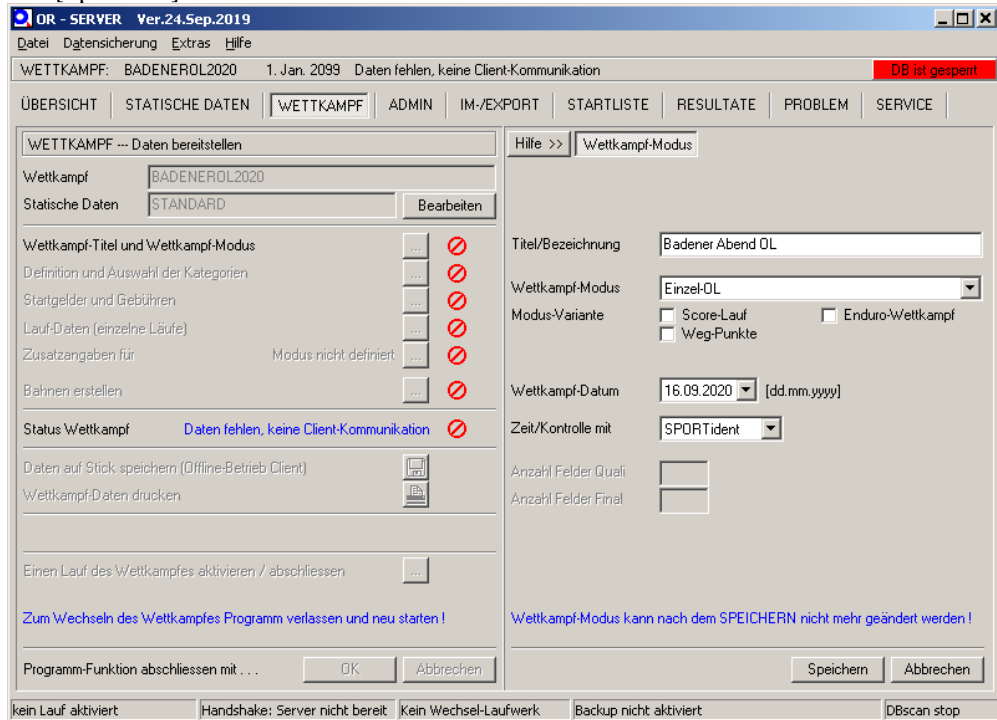 OR - SERVER Ver.24.Sep.2019
Datei Datensicherung Extras Hilfe
WETTKAMPF: BADENEROL2020 1. Jan. 2099 Daten fehlen, keine Client-Kommunikation DB ist gesperrt
ÜBERSICHT STATISCHE DATEN WETTKAMPF ADMIN IM-/EXPORT STARTLISTE RESULTATE PROBLEM SERVICE
WETTKAMPF --- Daten bereitstellen
Wettkampf BADENEROL2020
Statische Daten STANDARD Bearbeiten
Wettkampf-Titel und Wettkampf-Modus ...
Definition und Auswahl der Kategorien ...
Startgelder und Gebühren ...
Lauf-Daten (einzelne Läufe) ...
Zusatzangaben für Modus nicht definiert ...
Bahnen erstellen ...
Status Wettkampf Daten fehlen, keine Client-Kommunikation
Daten auf Stick speichern (Offline-Betrieb Client)
Wettkampf-Daten drucken
Einen Lauf des Wettkampfes aktivieren / abschliessen ...
Zum Wechseln des Wettkampfes Programm verlassen und neu starten !
Programm-Funktion abschliessen mit . . . OK Abbrechen
Hilfe >> Wettkampf-Modus
Titel/Bezeichnung Badener Abend OL
Wettkampf-Modus Einzel-OL
Modus-Variante Score-Lauf Enduro-Wettkampf
Weg-Punkte
Wettkampf-Datum 16.09.2020 [dd.mm.yyyy]
Zeit/Kontrolle mit SPORTident
Anzahl Felder Quali
Anzahl Felder Final
Wettkampf-Modus kann nach dem SPEICHERN nicht mehr geändert werden !
Speichern Abbrechen
kein Lauf aktiviert Handshake: Server nicht bereit Kein Wechsel-Laufwerk Backup nicht aktiviert DBscan stop